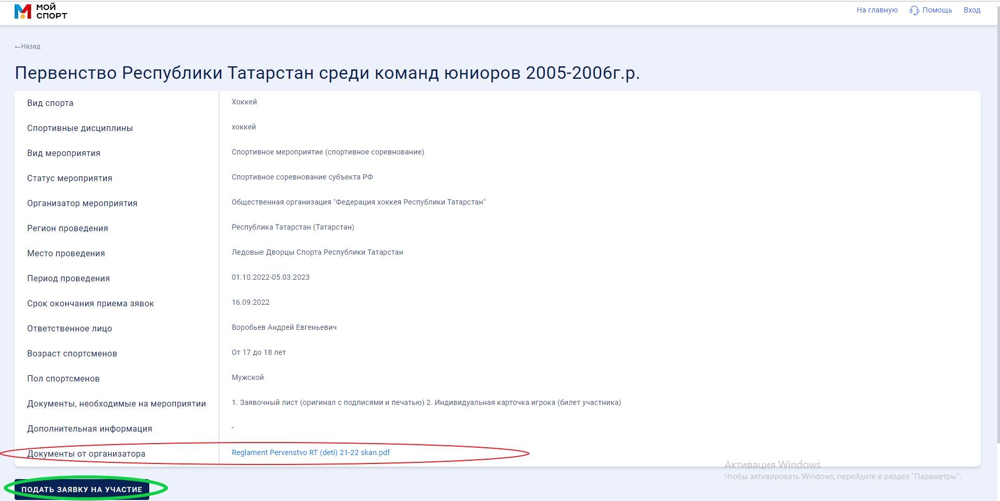 МОЙ
СПОРТ
На главную Помощь Вход
←Назад
Первенство Республики Татарстан среди команд юниоров 2005-2006г.р.
Вид спорта Хоккей
Спортивные дисциплины хоккей
Вид мероприятия Спортивное мероприятие (спортивное соревнование)
Статус мероприятия Спортивное соревнование субъекта РФ
Организатор мероприятия Общественная организация "Федерация хоккея Республики Татарстан"
Регион проведения Республика Татарстан (Татарстан)
Место проведения Ледовые Дворцы Спорта Республики Татарстан
Период проведения 01.10.2022-05.03.2023
Срок окончания приема зявок 16.09.2022
Ответственное лицо Воробьев Андрей Евгеньевич
Возраст спортсменов От 17 до 18 лет
Пол спортсменов Мужской
Документы, необходимые на мероприятии 1. Заявочный лист (оригинал с подписями и печатью) 2. Индивидуальная карточка игрока (билет участника)
Дополнительная информация -
Документы от организатора Reglament Pervenstvo RT (deti) 21-22 skan.pdf
Активация Windows
Чтобы активировать Windows, перейдите в раздел "Параметры".
ПОДАТЬ ЗАЯВКУ НА УЧАСТИЕ